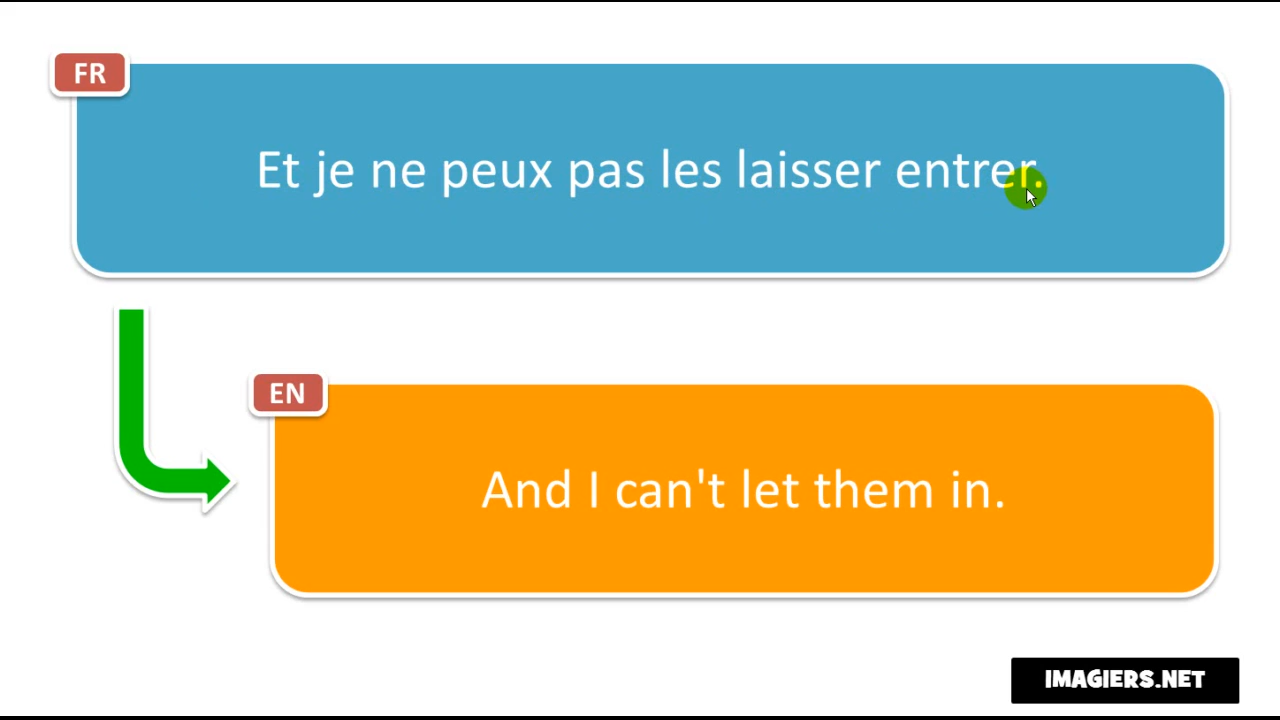 FR
Et je ne peux pas les laisser entrer.
EN
And I can't let them in.
IMAGIERS.NET